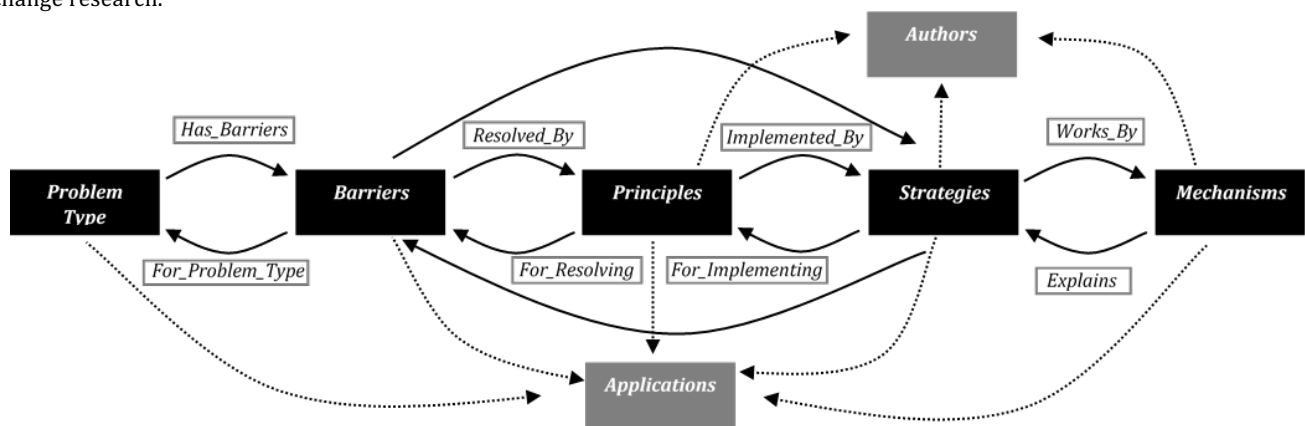 change research.
Authors
Has_Barriers
Resolved_By
Implemented_By
Works_By
Problem
Type
Barriers
Principles
Strategies
Mechanisms
For_Problem_Type
For_Resolving
For_Implementing
Explains
Applications